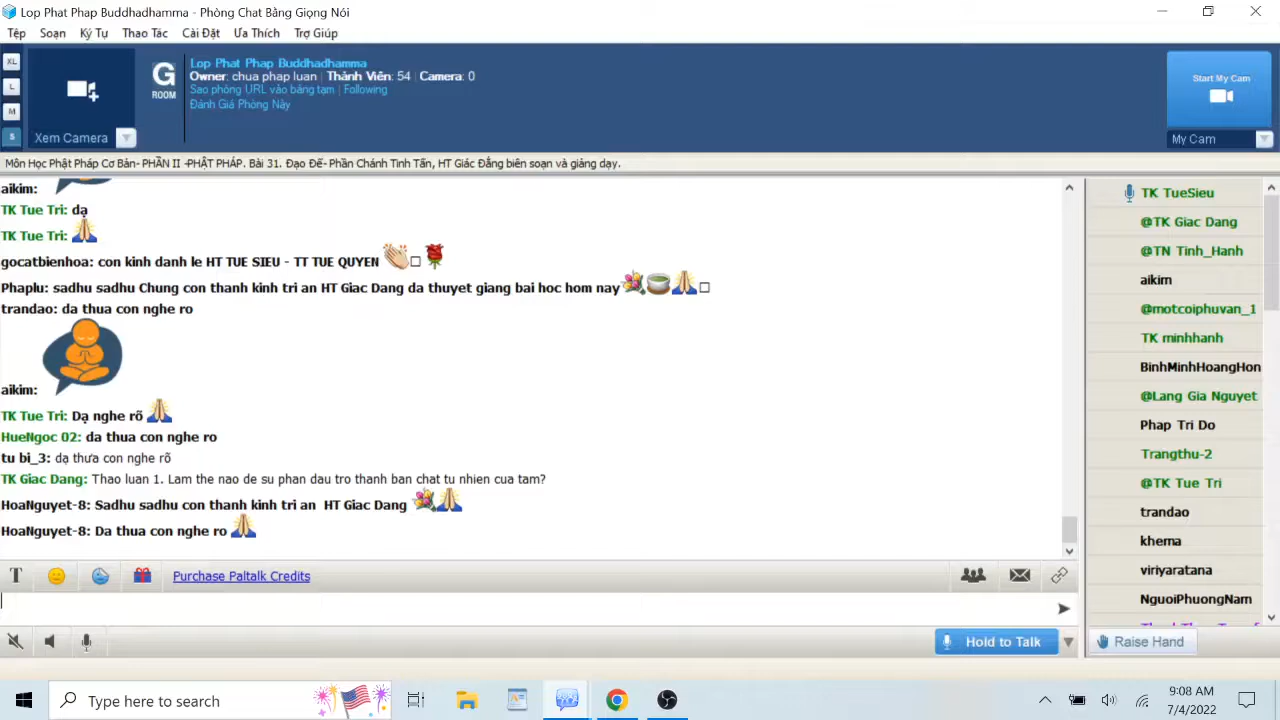 Lop Phat Phap Buddhadhamma - Phòng Chat Bằng Giọng Nói
Tệp Soạn Ký Tự Thao Tác Cài Đặt Ưa Thích Trợ Giúp
XL
L
M
S
Xem Camera
G
ROOM
Lop Phat Phap Buddhadhamma
Owner: chua phap luan | Thành Viên: 54 | Camera: 0
Sao phòng URL vào bảng tạm | Following
Đánh Giá Phòng Này
Start My Cam
My Cam
Môn Học Phật Pháp Cơ Bản- PHẦN II -PHẬT PHÁP. Bài 31. Đạo Đế- Phần Chánh Tinh Tấn, HT Giác Đẳng biên soạn và giảng dạy.
aikim:
TK Tue Tri: dạ
TK Tue Tri:
gocatbienhoa: con kinh danh le HT TUE SIEU - TT TUE QUYEN
Phaplu: sadhu sadhu Chung con thanh kinh tri an HT Giac Dang da thuyet giang bai hoc hom nay
trandao: da thua con nghe ro
aikim:
TK Tue Tri: Dạ nghe rõ
HueNgoc 02: da thua con nghe ro
tu bi_3: dạ thưa con nghe rõ
TK Giac Dang: Thao luan 1. Lam the nao de su phan dau tro thanh ban chat tu nhien cua tam?
HoaNguyet-8: Sadhu sadhu con thanh kinh tri an HT Giac Dang
HoaNguyet-8: Da thua con nghe ro
TK TueSieu
@TK Giac Dang
@TN Tinh_Hanh
aikim
@motcoiphuvan_1
TK minhhanh
BinhMinhHoangHon
@Lang Gia Nguyet
Phap Tri Do
Trangthu-2
@TK Tue Tri
trandao
khema
viriyaratana
NguoiPhuongNam
T
Purchase Paltalk Credits
Hold to Talk
Raise Hand
Type here to search
9:08 AM
7/4/2022